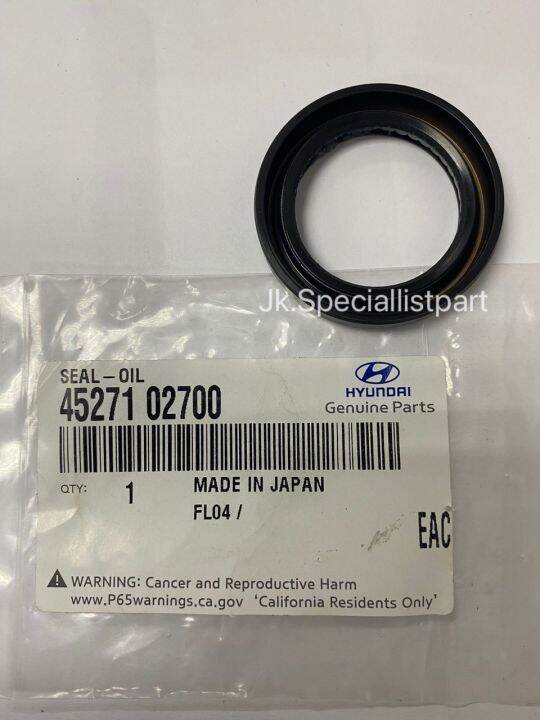 JK.Speciallistpart
SEAL-OIL
45271 02700
HYUNDAI
Genuine Parts
QTY: 1 MADE IN JAPAN
FL04 /
EAC
WARNING: Cancer and Reproductive Harm
www.P65warnings.ca.gov 'California Residents Only'